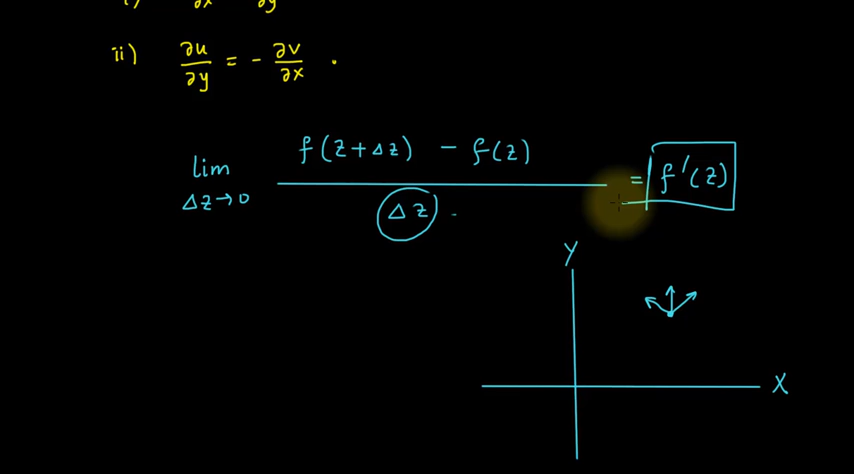 ∂x ∂y
ii) ∂u/∂y = - ∂v/∂x .
lim Δz→0 f(z+Δz) - f(z) / Δz . = f'(z)
Y
X